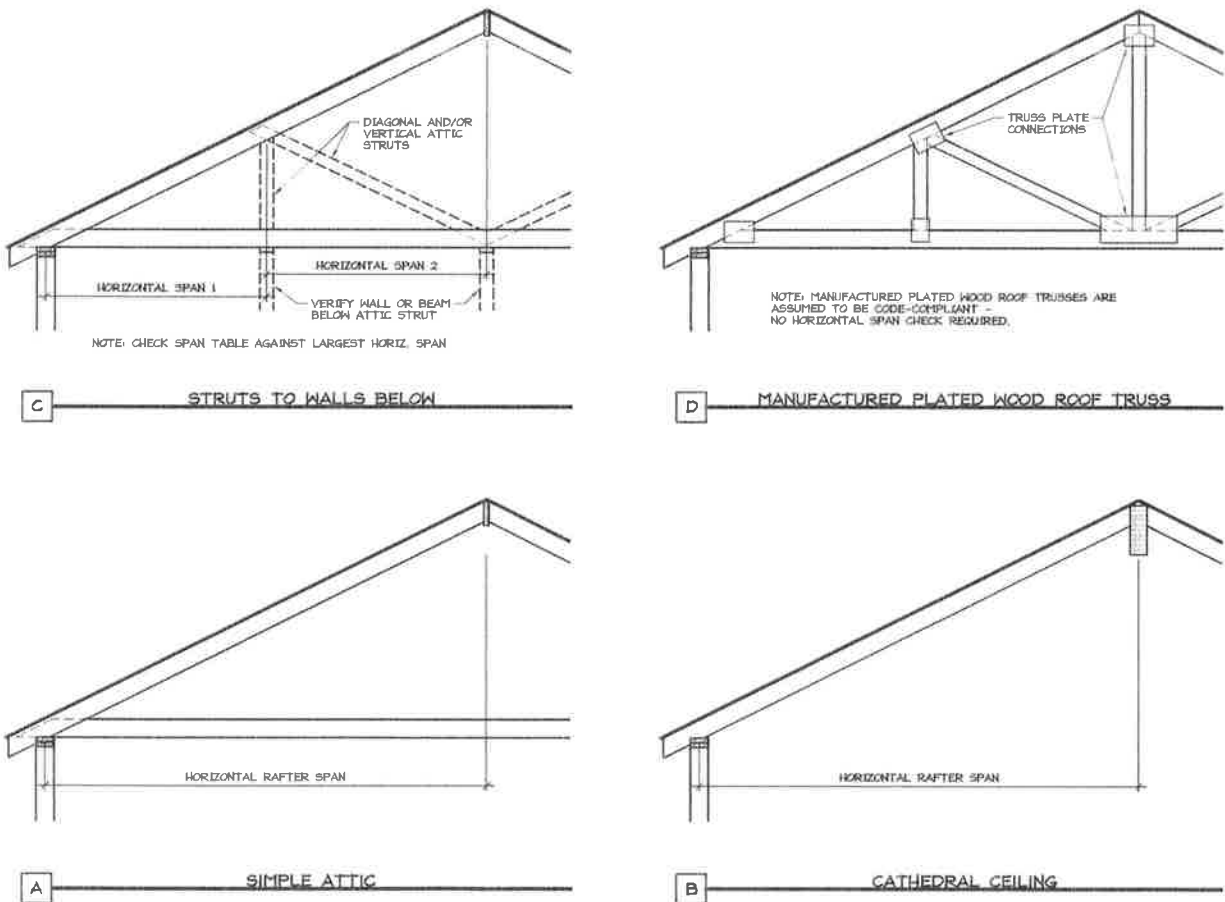 DIAGONAL AND/OR
VERTICAL ATTIC
STRUTS
HORIZONTAL SPAN 2
HORIZONTAL SPAN 1
VERIFY WALL OR BEAM
BELOW ATTIC STRUT
NOTE: CHECK SPAN TABLE AGAINST LARGEST HORIZ. SPAN
C STRUTS TO WALLS BELOW
TRUSS PLATE
CONNECTIONS
NOTE: MANUFACTURED PLATED WOOD ROOF TRUSSES ARE
ASSUMED TO BE CODE-COMPLIANT -
NO HORIZONTAL SPAN CHECK REQUIRED.
D MANUFACTURED PLATED WOOD ROOF TRUSS
HORIZONTAL RAFTER SPAN
A SIMPLE ATTIC
HORIZONTAL RAFTER SPAN
B CATHEDRAL CEILING